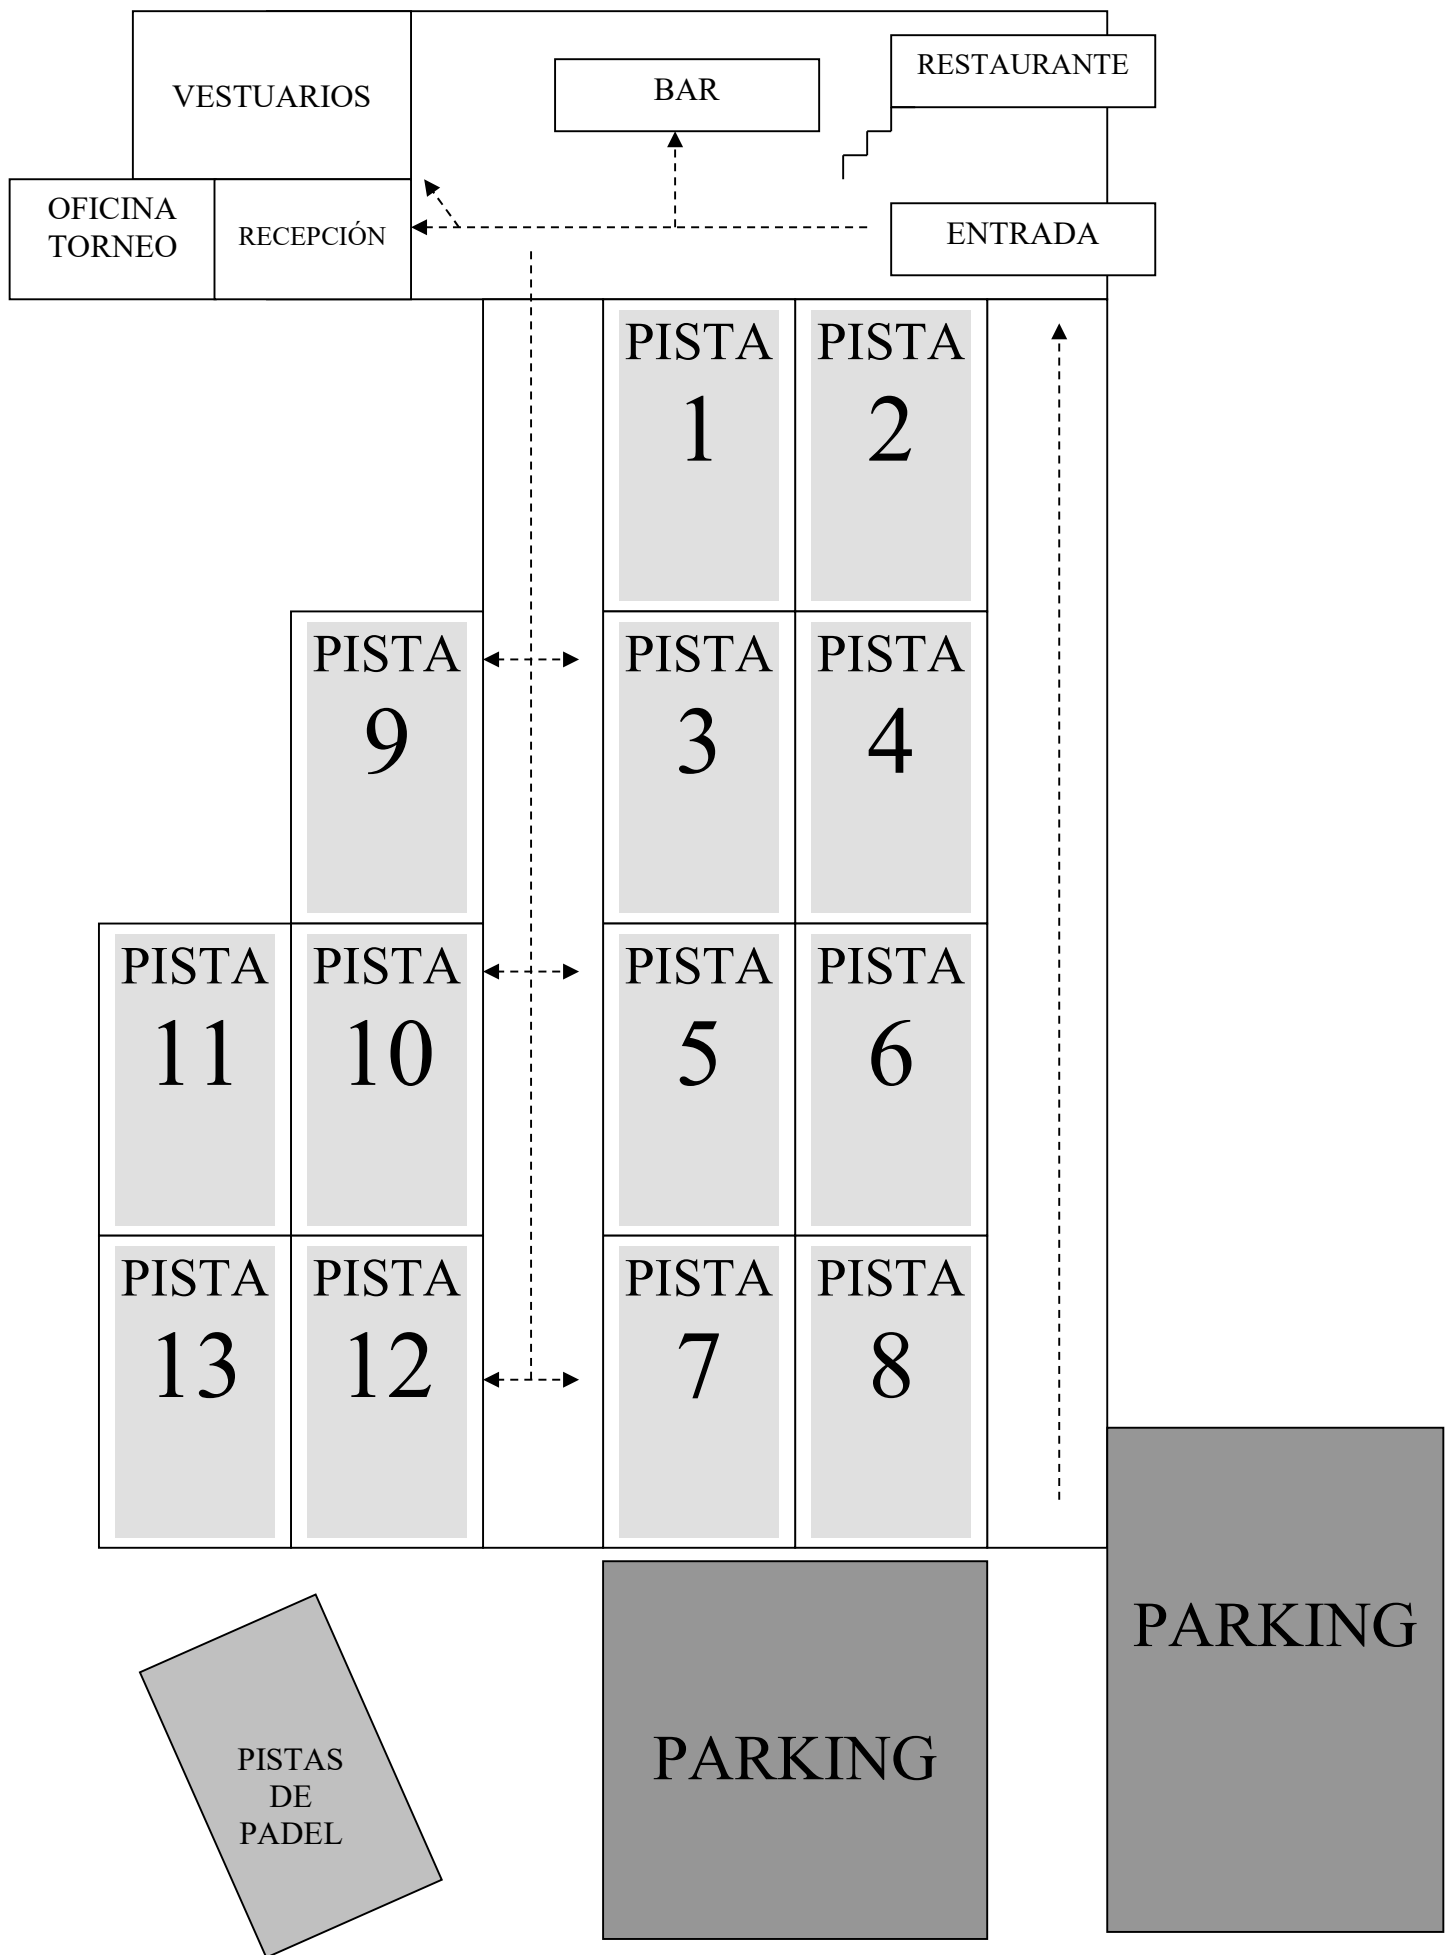 VESTUARIOS
BAR
RESTAURANTE
OFICINA
TORNEO
RECEPCIÓN
ENTRADA
PISTA
1
PISTA
2
PISTA
9
PISTA
3
PISTA
4
PISTA
11
PISTA
10
PISTA
5
PISTA
6
PISTA
13
PISTA
12
PISTA
7
PISTA
8
PARKING
PARKING
PISTAS
DE
PADEL